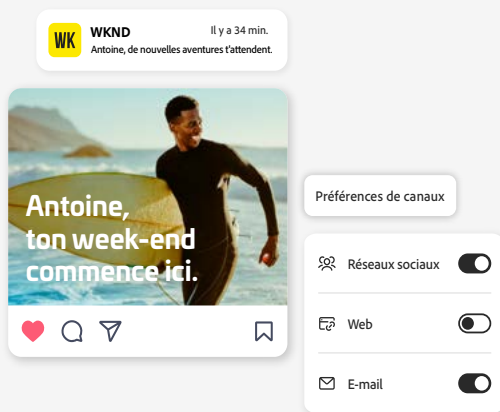 WK
WKND
Il y a 34 min.
Antoine, de nouvelles aventures t'attendent.
Antoine,
ton week-end
commence ici.
Préférences de canaux
Réseaux sociaux
Web
E-mail